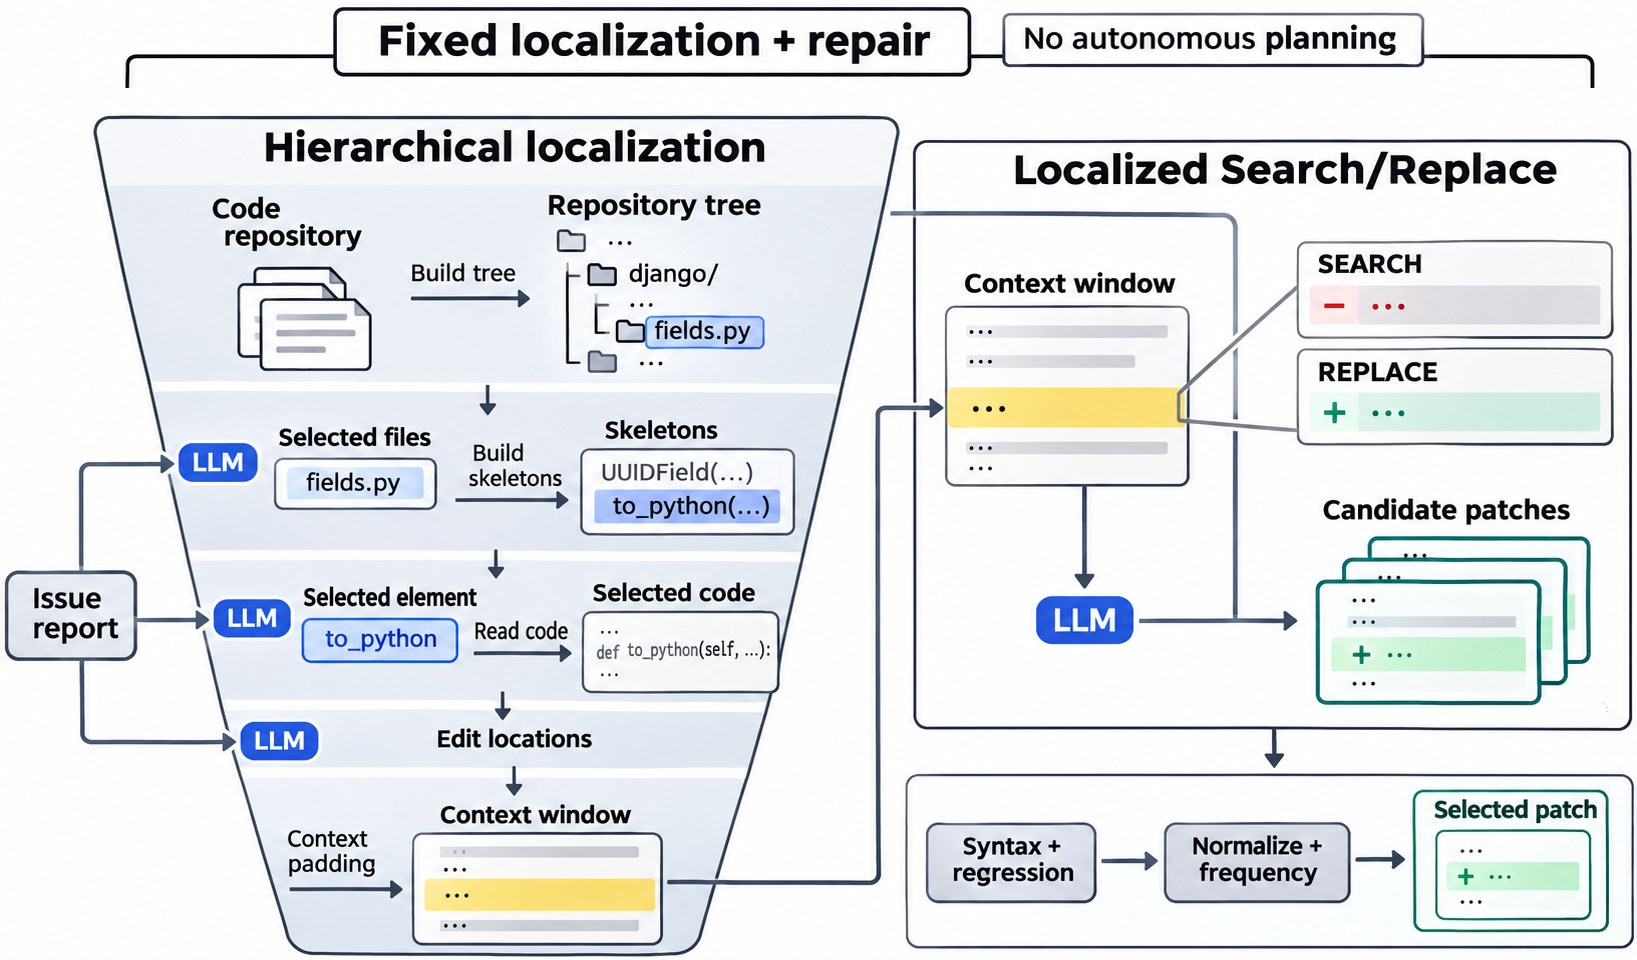 Fixed localization + repair
No autonomous planning
Hierarchical localization
Code
repository
Build tree
Repository tree
...
django/
...
fields.py
...
LLM
Selected files
fields.py
Build
skeletons
Skeletons
UUIDField(...)
to_python(...)
Issue
report
LLM
Selected element
to_python
Read code
Selected code
...
def to_python(self, ...):
...
LLM
Edit locations
Context
padding
Context window
...
...
...
...
Localized Search/Replace
Context window
...
...
...
...
...
SEARCH
− ...
REPLACE
+ ...
LLM
Candidate patches
...
...
...
...
+ ...
...
Syntax +
regression
Normalize +
frequency
Selected patch
...
+ ...
...